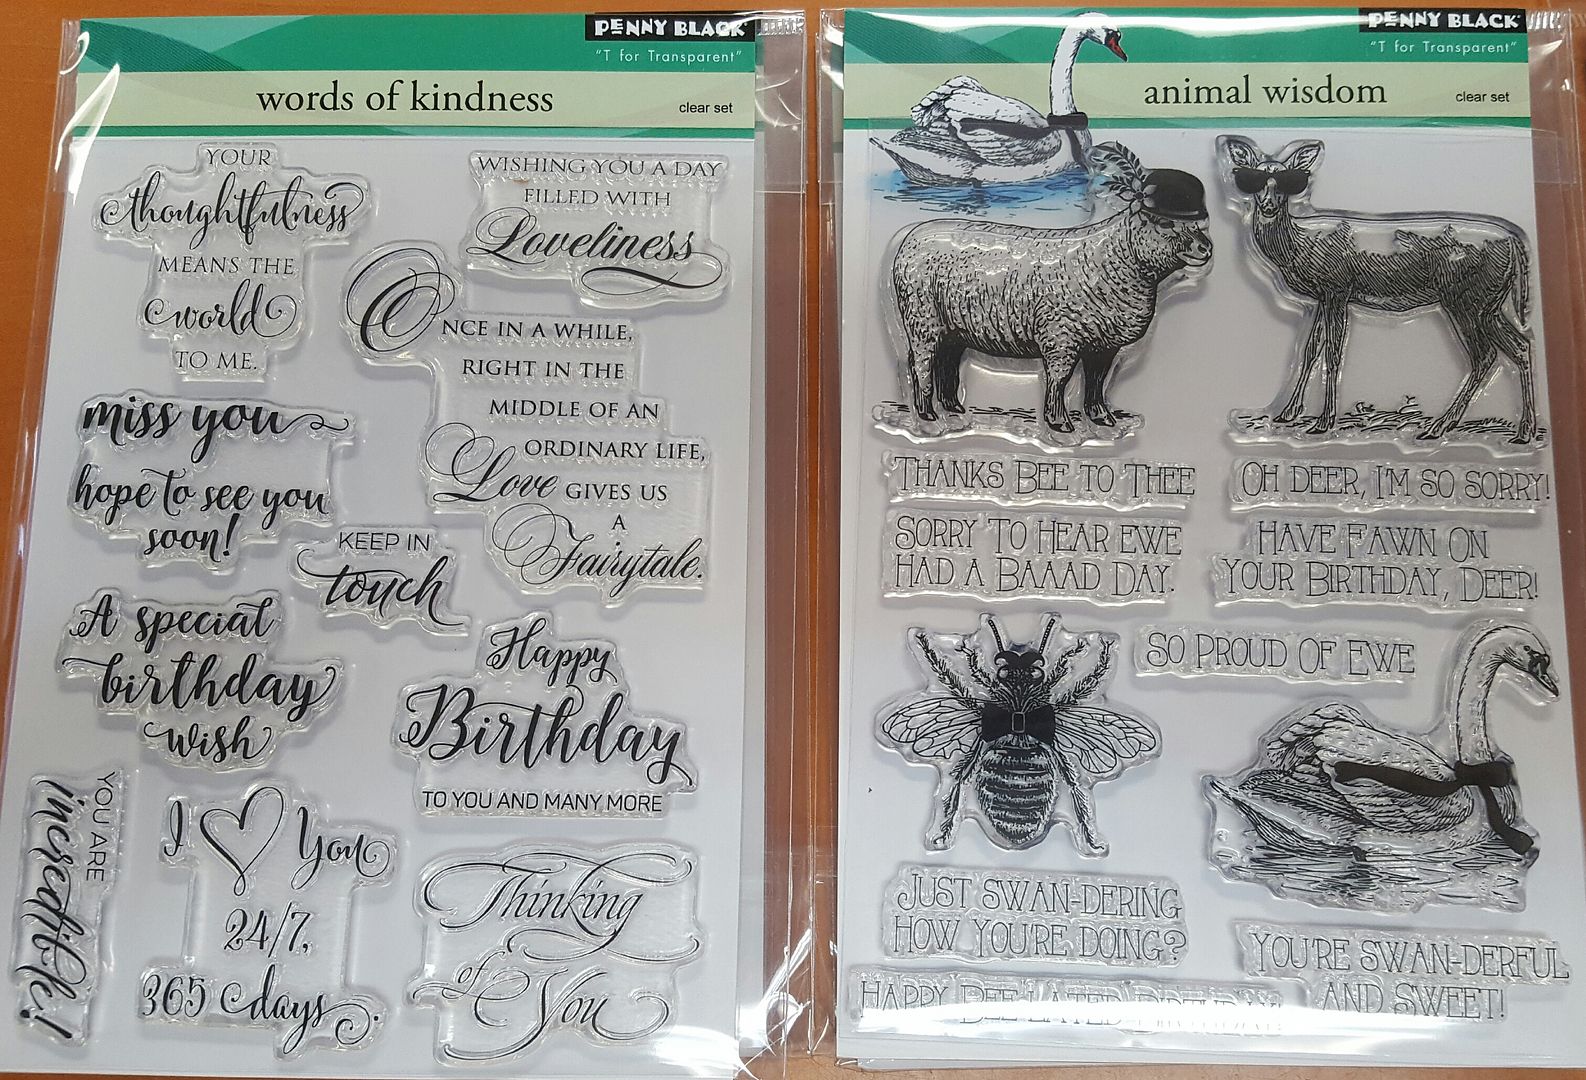 PENNY BLACK
"T for Transparent"
words of kindness
clear set
YOUR
thoughtfulness
MEANS THE
world
TO ME.
WISHING YOU A DAY
FILLED WITH
Loveliness
ONCE IN A WHILE,
RIGHT IN THE
MIDDLE OF AN
ORDINARY LIFE,
Love GIVES US
A
Fairytale.
miss you
hope to see you
soon!
KEEP IN
touch
A special
birthday
wish
Happy
Birthday
TO YOU AND MANY MORE
YOU ARE
incredible!
I You
24/7,
365 days.
Thinking
of
You
PENNY BLACK
"T for Transparent"
animal wisdom
clear set
THANKS BEE TO THEE
OH DEER, I'M SO SORRY!
SORRY TO HEAR EWE
HAD A BAAAD DAY.
HAVE FAWN ON
YOUR BIRTHDAY, DEER!
SO PROUD OF EWE
JUST SWAN-DERING
HOW YOU'RE DOING?
YOU'RE SWAN-DERFUL
AND SWEET!
HAPPY BEE-LATED BIRTHDAY!